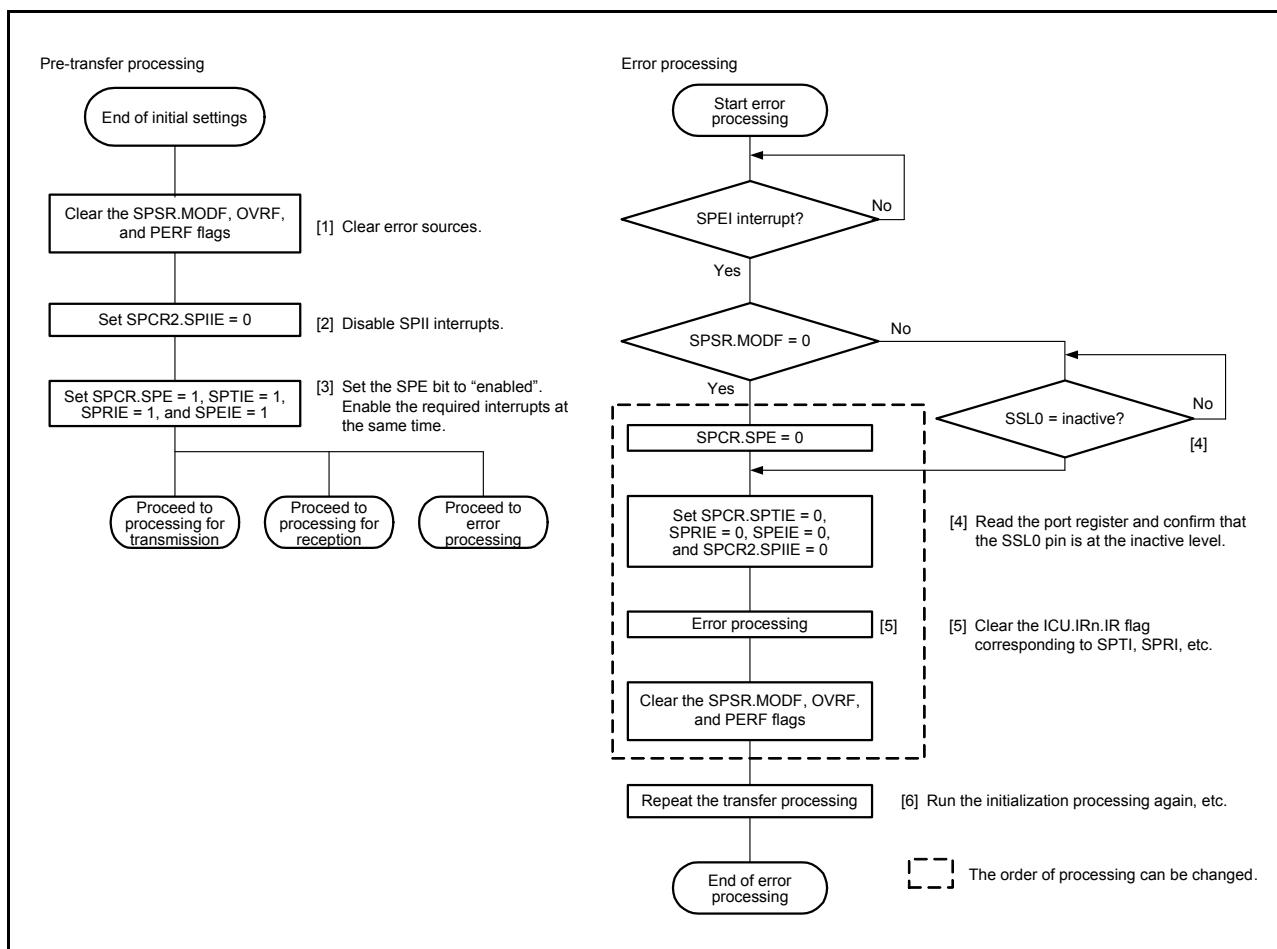 Pre-transfer processing
End of initial settings
Clear the SPSR.MODF, OVRF,
and PERF flags
[1] Clear error sources.
Set SPCR2.SPIIE = 0
[2] Disable SPII interrupts.
Set SPCR.SPE = 1, SPTIE = 1,
SPRIE = 1, and SPEIE = 1
[3] Set the SPE bit to “enabled”.
Enable the required interrupts at
the same time.
Proceed to
processing for
transmission
Proceed to
processing for
reception
Proceed to
error
processing
Error processing
Start error
processing
SPEI interrupt?
No
Yes
SPSR.MODF = 0
No
Yes
SSL0 = inactive?
No
[4]
SPCR.SPE = 0
Set SPCR.SPTIE = 0,
SPRIE = 0, SPEIE = 0,
and SPCR2.SPIIE = 0
[4] Read the port register and confirm that
the SSL0 pin is at the inactive level.
Error processing
[5]
[5] Clear the ICU.IRn.IR flag
corresponding to SPTI, SPRI, etc.
Clear the SPSR.MODF, OVRF,
and PERF flags
Repeat the transfer processing
[6] Run the initialization processing again, etc.
End of error
processing
The order of processing can be changed.